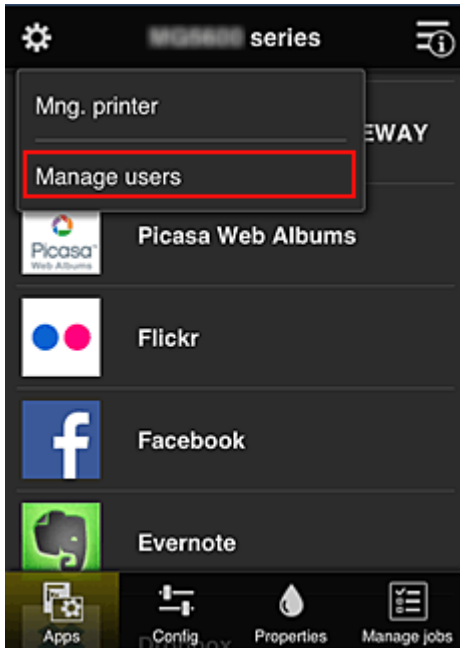 series
Mng. printer
EWAY
Manage users
Picasa
Web Albums
Picasa Web Albums
Flickr
f
Facebook
Evernote
Apps
Config
Properties
Manage jobs